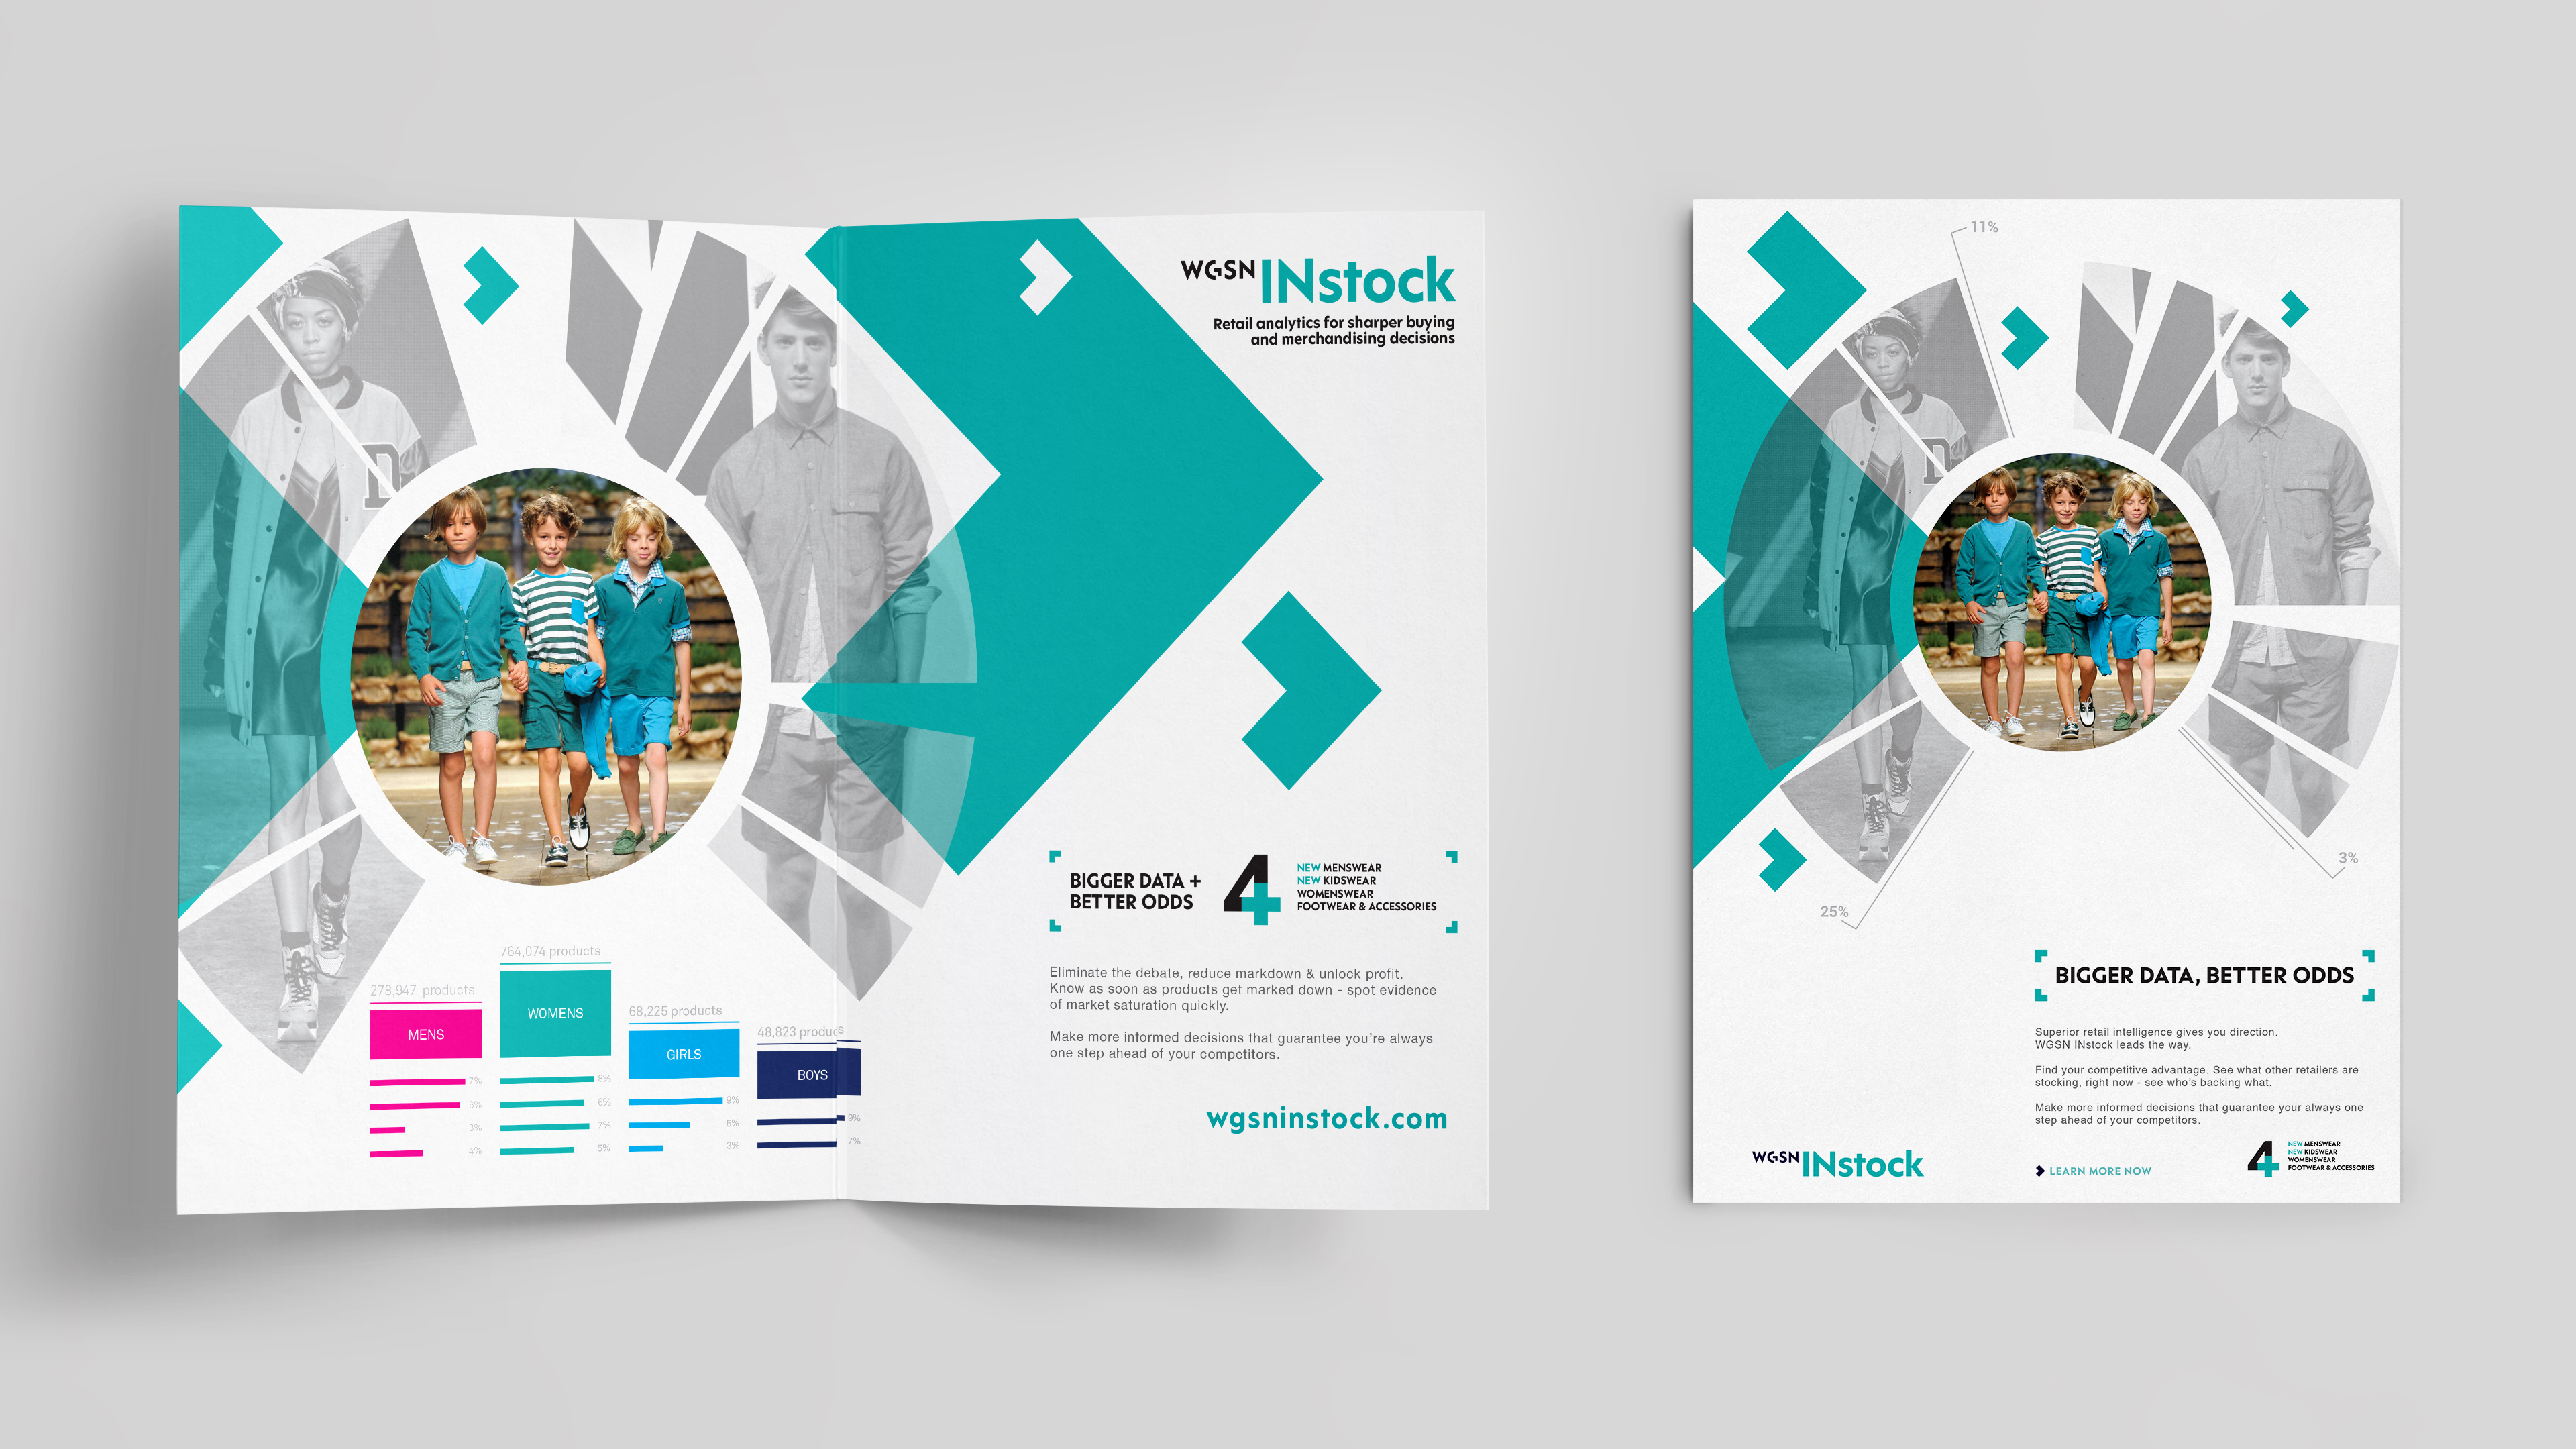 WGSN INstock
Retail analytics for sharper buying
and merchandising decisions
D
BIGGER DATA +
BETTER ODDS
4
NEW MENSWEAR
NEW KIDSWEAR
WOMENSWEAR
FOOTWEAR & ACCESSORIES
Eliminate the debate, reduce markdown & unlock profit.
Know as soon as products get marked down - spot evidence
of market saturation quickly.
Make more informed decisions that guarantee you're always
one step ahead of your competitors.
wgsninstock.com
278,947 products
MENS
7%
6%
3%
4%
764,074 products
WOMENS
8%
6%
7%
5%
68,225 products
GIRLS
9%
5%
3%
48,823 products
BOYS
9%
7%
11%
D
3%
25%
BIGGER DATA, BETTER ODDS
Superior retail intelligence gives you direction.
WGSN INstock leads the way.
Find your competitive advantage. See what other retailers are
stocking, right now - see who's backing what.
Make more informed decisions that guarantee your always one
step ahead of your competitors.
WGSN INstock
LEARN MORE NOW
4
NEW MENSWEAR
NEW KIDSWEAR
WOMENSWEAR
FOOTWEAR & ACCESSORIES